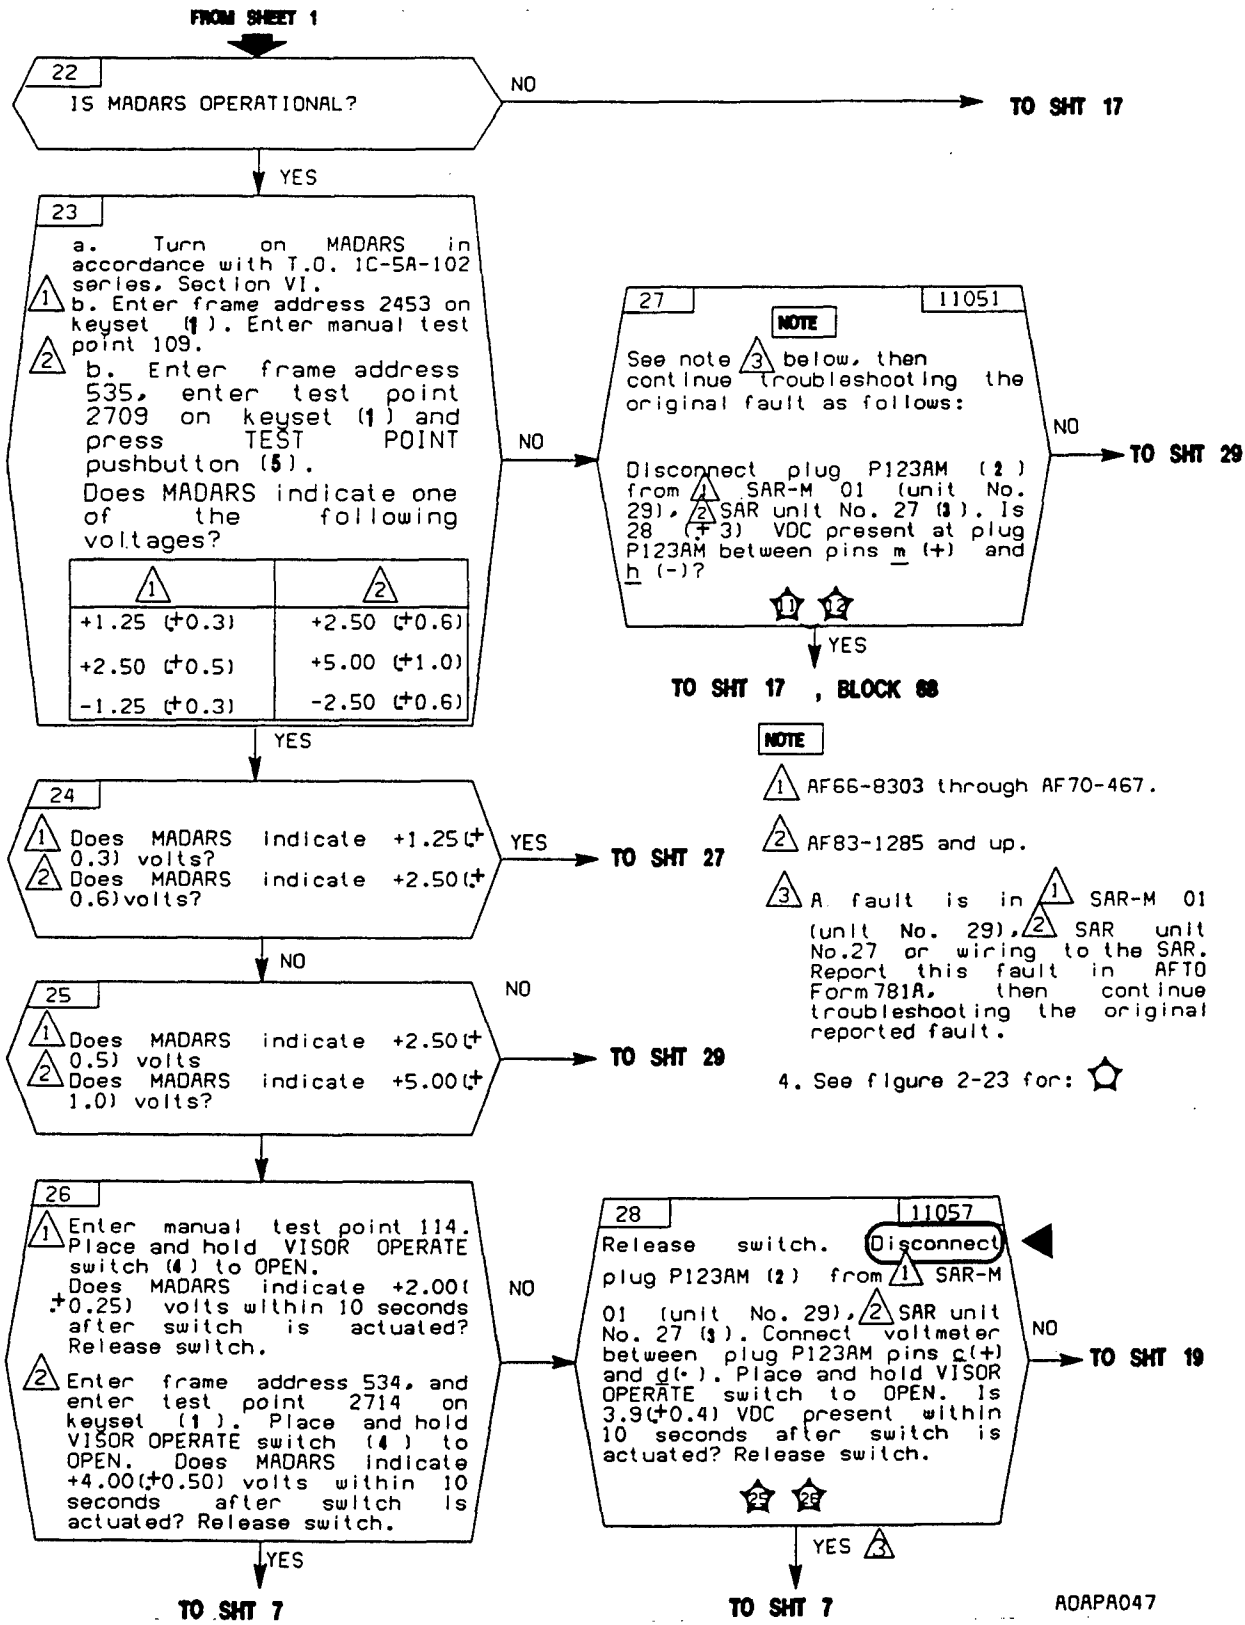 FROM SHEET 1
22
IS MADARS OPERATIONAL?
NO
TO SHT 17
YES
23
a. Turn on MADARS in
accordance with T.O. 1C-5A-102
series, Section VI.
1
b. Enter frame address 2453 on
keyset (1). Enter manual test
point 109.
2
b. Enter frame address
535, enter test point
2709 on keyset (1) and
press TEST POINT
pushbutton (5).
Does MADARS indicate one
of the following
voltages?
1 2
+1.25 (±0.3) +2.50 (±0.6)
+2.50 (±0.5) +5.00 (±1.0)
-1.25 (±0.3) -2.50 (±0.6)
NO
27 11051
NOTE
See note 3 below, then
continue troubleshooting the
original fault as follows:
Disconnect plug P123AM (2)
from 1 SAR-M 01 (unit No.
29), 2 SAR unit No. 27 (3). Is
28 (± 3) VDC present at plug
P123AM between pins m (+) and
h (-)?
11 12
NO
TO SHT 29
YES
TO SHT 17 , BLOCK 88
YES
24
1 Does MADARS indicate +1.25(±
0.3) volts?
2 Does MADARS indicate +2.50(±
0.6)volts?
YES
TO SHT 27
NO
25
1 Does MADARS indicate +2.50(±
0.5) volts
2 Does MADARS indicate +5.00(±
1.0) volts?
NO
TO SHT 29
NOTE
1 AF66-8303 through AF70-467.
2 AF83-1285 and up.
3 A fault is in 1 SAR-M 01
(unit No. 29), 2 SAR unit
No.27 or wiring to the SAR.
Report this fault in AFTO
Form 781A, then continue
troubleshooting the original
reported fault.
4. See figure 2-23 for:
26
1 Enter manual test point 114.
Place and hold VISOR OPERATE
switch (4) to OPEN.
Does MADARS indicate +2.00(
±0.25) volts within 10 seconds
after switch is actuated?
Release switch.
2 Enter frame address 534, and
enter test point 2714 on
keyset (1). Place and hold
VISOR OPERATE switch (4) to
OPEN. Does MADARS indicate
+4.00(±0.50) volts within 10
seconds after switch is
actuated? Release switch.
NO
28 11057
Release switch. Disconnect
plug P123AM (2) from 1 SAR-M
01 (unit No. 29), 2 SAR unit
No. 27 (3). Connect voltmeter
between plug P123AM pins c(+)
and d(-). Place and hold VISOR
OPERATE switch to OPEN. Is
3.9(±0.4) VDC present within
10 seconds after switch is
actuated? Release switch.
25 26
NO
TO SHT 19
YES
TO SHT 7
YES 3
TO SHT 7
A0APA047